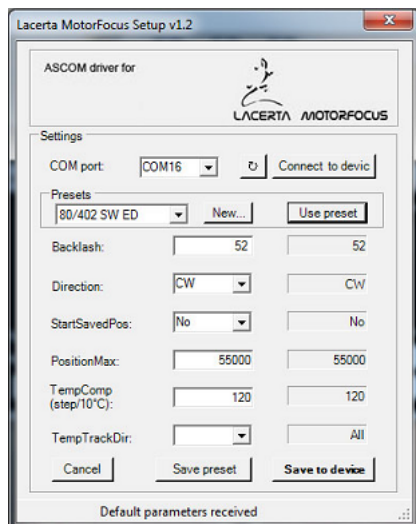 Lacerta MotorFocus Setup v1.2
ASCOM driver for
LACERTA MOTORFOCUS
Settings
COM port: COM16 ↻ Connect to devic
Presets
80/402 SW ED New... Use preset
Backlash: 52 52
Direction: CW CW
StartSavedPos: No No
PositionMax: 55000 55000
TempComp
(step/10°C): 120 120
TempTrackDir: All
Cancel Save preset Save to device
Default parameters received